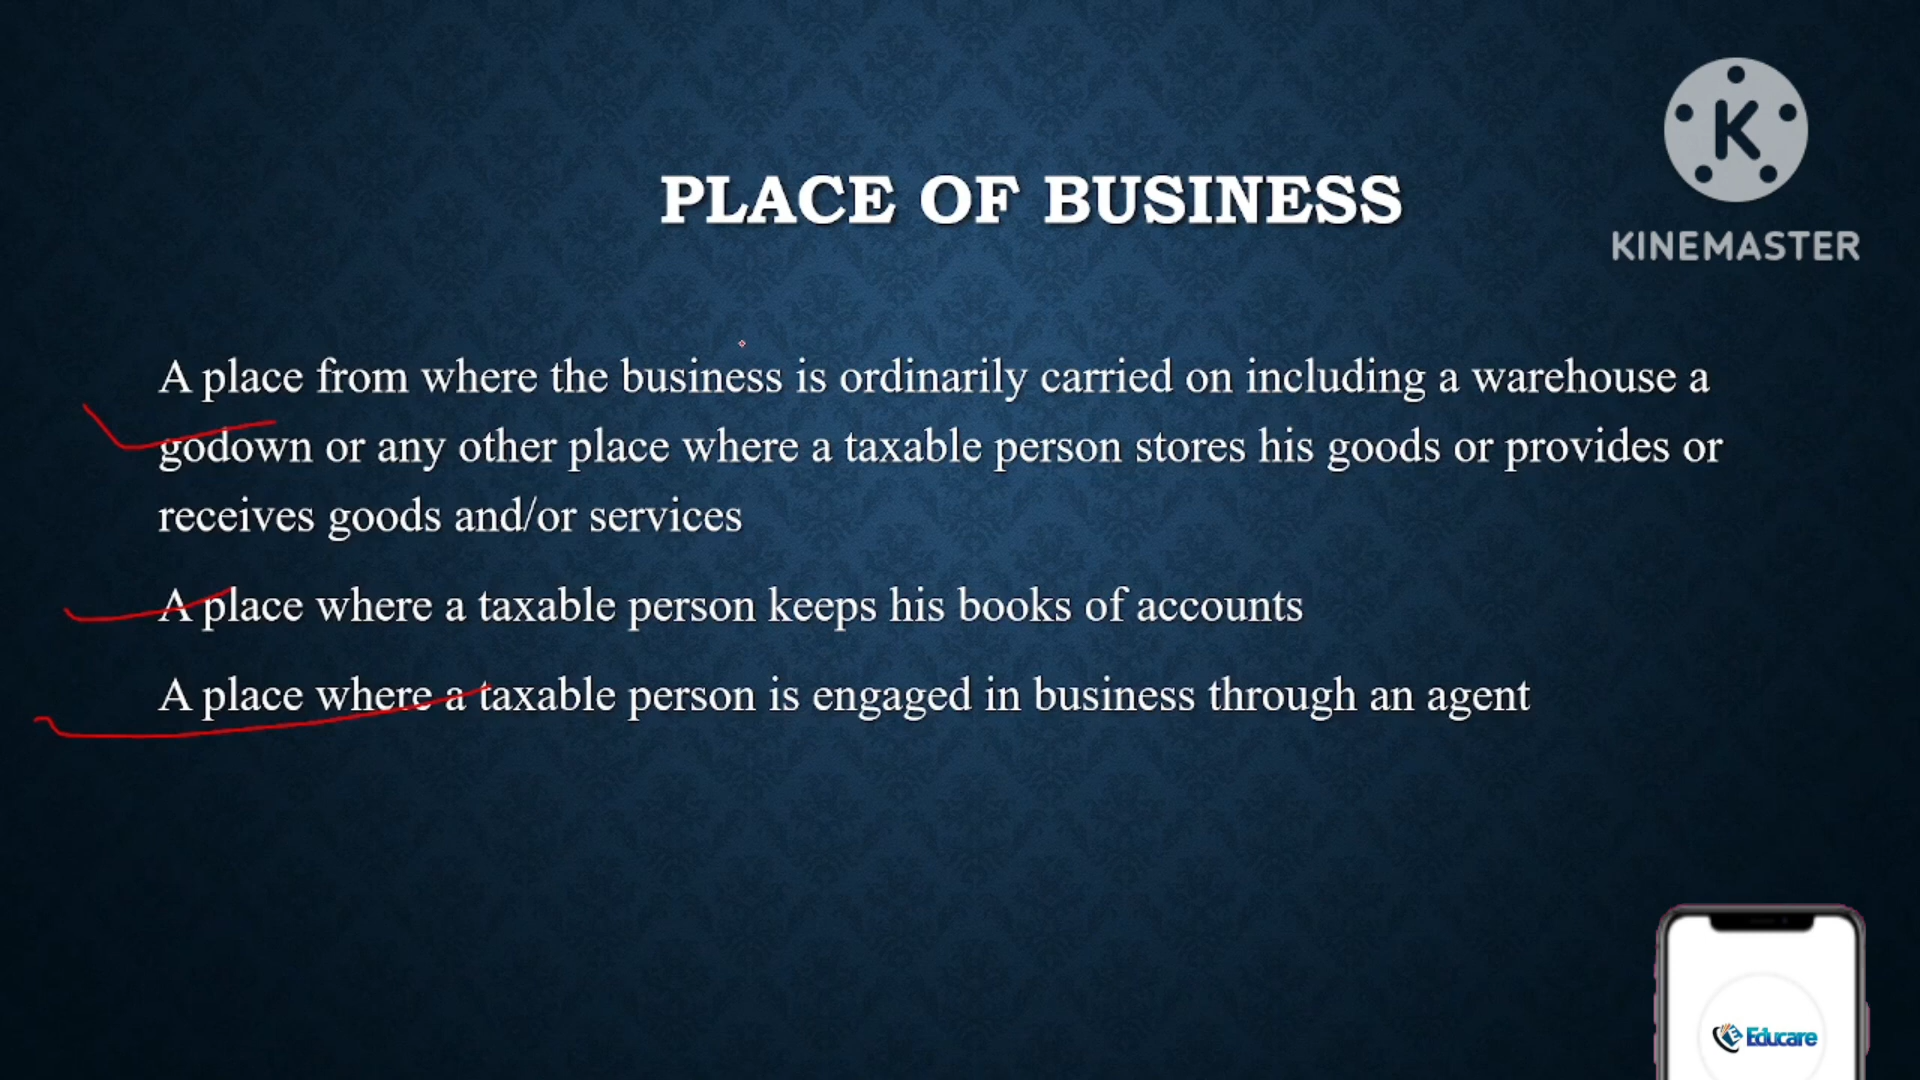 K
KINEMASTER
PLACE OF BUSINESS
A place from where the business is ordinarily carried on including a warehouse a
godown or any other place where a taxable person stores his goods or provides or
receives goods and/or services
A place where a taxable person keeps his books of accounts
A place where a taxable person is engaged in business through an agent
Educare